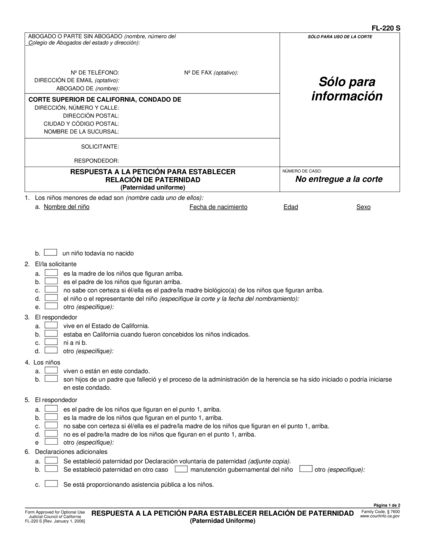 FL-220 S
ABOGADO O PARTE SIN ABOGADO (nombre, número del
Colegio de Abogados del estado y dirección):
SÓLO PARA USO DE LA CORTE
Nº DE TELÉFONO: Nº DE FAX (optativo):
DIRECCIÓN DE EMAIL (optativo):
ABOGADO DE (nombre):
Sólo para
información
CORTE SUPERIOR DE CALIFORNIA, CONDADO DE
DIRECCIÓN, NÚMERO Y CALLE:
DIRECCIÓN POSTAL:
CIUDAD Y CÓDIGO POSTAL:
NOMBRE DE LA SUCURSAL:
SOLICITANTE:
RESPONDEDOR:
RESPUESTA A LA PETICIÓN PARA ESTABLECER
RELACIÓN DE PATERNIDAD
(Paternidad uniforme)
NÚMERO DE CASO:
No entregue a la corte
1. Los niños menores de edad son (nombre cada uno de ellos):
a. Nombre del niño Fecha de nacimiento Edad Sexo
b. un niño todavía no nacido
2. El/la solicitante
a. es la madre de los niños que figuran arriba.
b. es el padre de los niños que figuran arriba.
c. no sabe con certeza si él/ella es el padre/la madre biológico(a) de los niños que figuran arriba.
d. el niño o el representante del niño (especifique la corte y la fecha del nombramiento):
e. otro (especifique):
3. El respondedor
a. vive en el Estado de California.
b. estaba en California cuando fueron concebidos los niños indicados.
c. ni a ni b.
d. otro (especifique):
4. Los niños
a. viven o están en este condado.
b. son hijos de un padre que falleció y el proceso de la administración de la herencia se ha sido iniciado o podría iniciarse
en este condado.
5. El respondedor
a. es el padre de los niños que figuran en el punto 1, arriba.
b. es la madre de los niños que figuran en el punto 1, arriba.
c. no sabe con certeza si él/ella es el padre/la madre de los niños que figuran en el punto 1, arriba.
d. no es el padre/la madre de los niños que figuran en el punto 1, arriba.
e otro (especifique):
6. Declaraciones adicionales
a. Se estableció paternidad por Declaración voluntaria de paternidad (adjunte copia).
b. Se estableció paternidad en otro caso manutención gubernamental del niño otro (especifique):
c. Se está proporcionando asistencia pública a los niños.
Página 1 de 2
Form Approved for Optional Use
Judicial Council of California
FL-220 S [Rev. January 1, 2006]
RESPUESTA A LA PETICIÓN PARA ESTABLECER RELACIÓN DE PATERNIDAD
(Paternidad Uniforme)
Family Code, § 7600
www.courtinfo.ca.gov